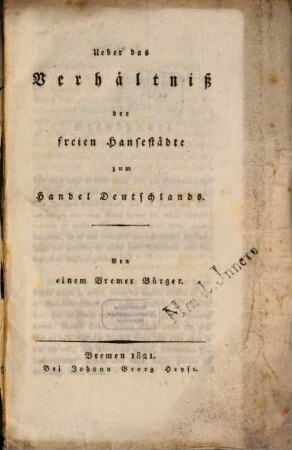 Ueber das
Verhältniß
der
freien Hansestädte
zum
Handel Deutschlands.
Von
einem Bremer Bürger.
Bremen 1821.
Bei Johann Georg Heyse.